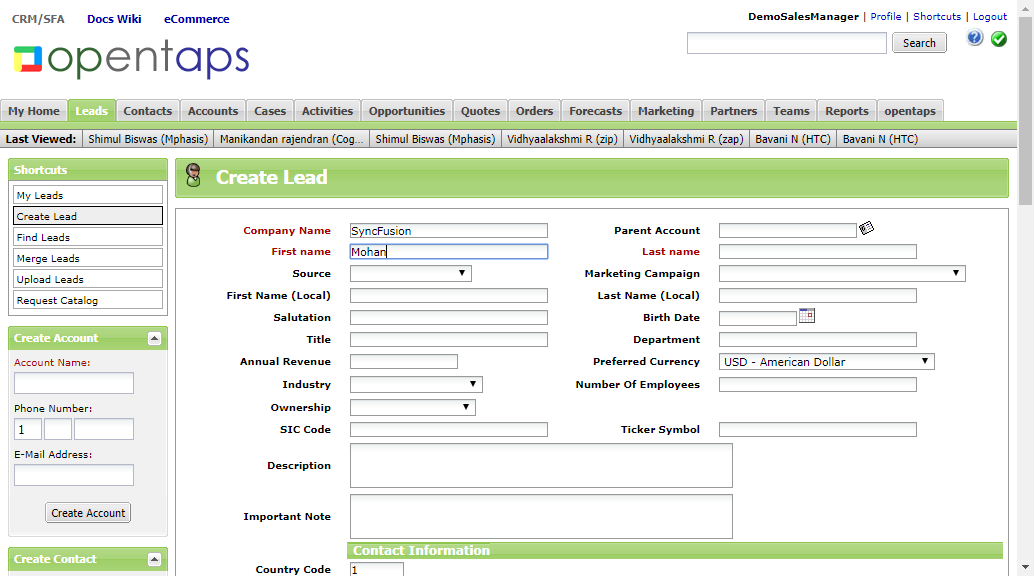 CRM/SFA Docs Wiki eCommerce
DemoSalesManager | Profile | Shortcuts | Logout
opentaps
Search
My Home Leads Contacts Accounts Cases Activities Opportunities Quotes Orders Forecasts Marketing Partners Teams Reports opentaps
Last Viewed: Shimul Biswas (Mphasis) Manikandan rajendran (Cog... Shimul Biswas (Mphasis) Vidhyaalakshmi R (zip) Vidhyaalakshmi R (zap) Bavani N (HTC) Bavani N (HTC)
Shortcuts
My Leads
Create Lead
Find Leads
Merge Leads
Upload Leads
Request Catalog
Create Account
Account Name:
Phone Number:
1
E-Mail Address:
Create Account
Create Contact
Create Lead
Company Name SyncFusion Parent Account
First name Mohan Last name
Source Marketing Campaign
First Name (Local) Last Name (Local)
Salutation Birth Date
Title Department
Annual Revenue Preferred Currency USD - American Dollar
Industry Number Of Employees
Ownership
SIC Code Ticker Symbol
Description
Important Note
Contact Information
Country Code 1